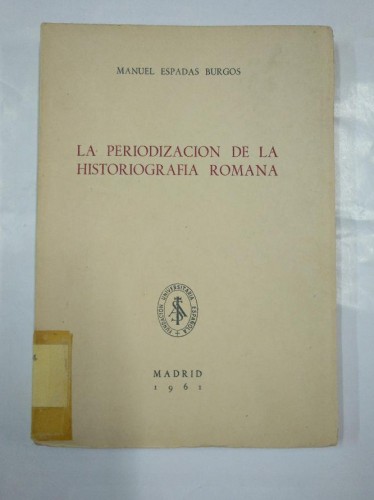 MANUEL ESPADAS BURGOS
LA PERIODIZACION DE LA
HISTORIOGRAFIA ROMANA
FUNDACION UNIVERSITARIA ESPAÑOLA
MADRID
1961